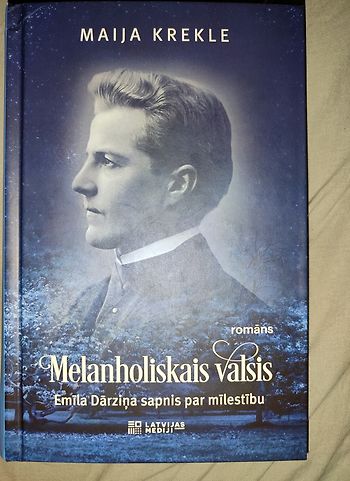 MAIJA KREKLE
romāns
Melanholiskais valsis
Emīla Dārziņa sapnis par mīlestību
LATVIJAS
MEDIJI